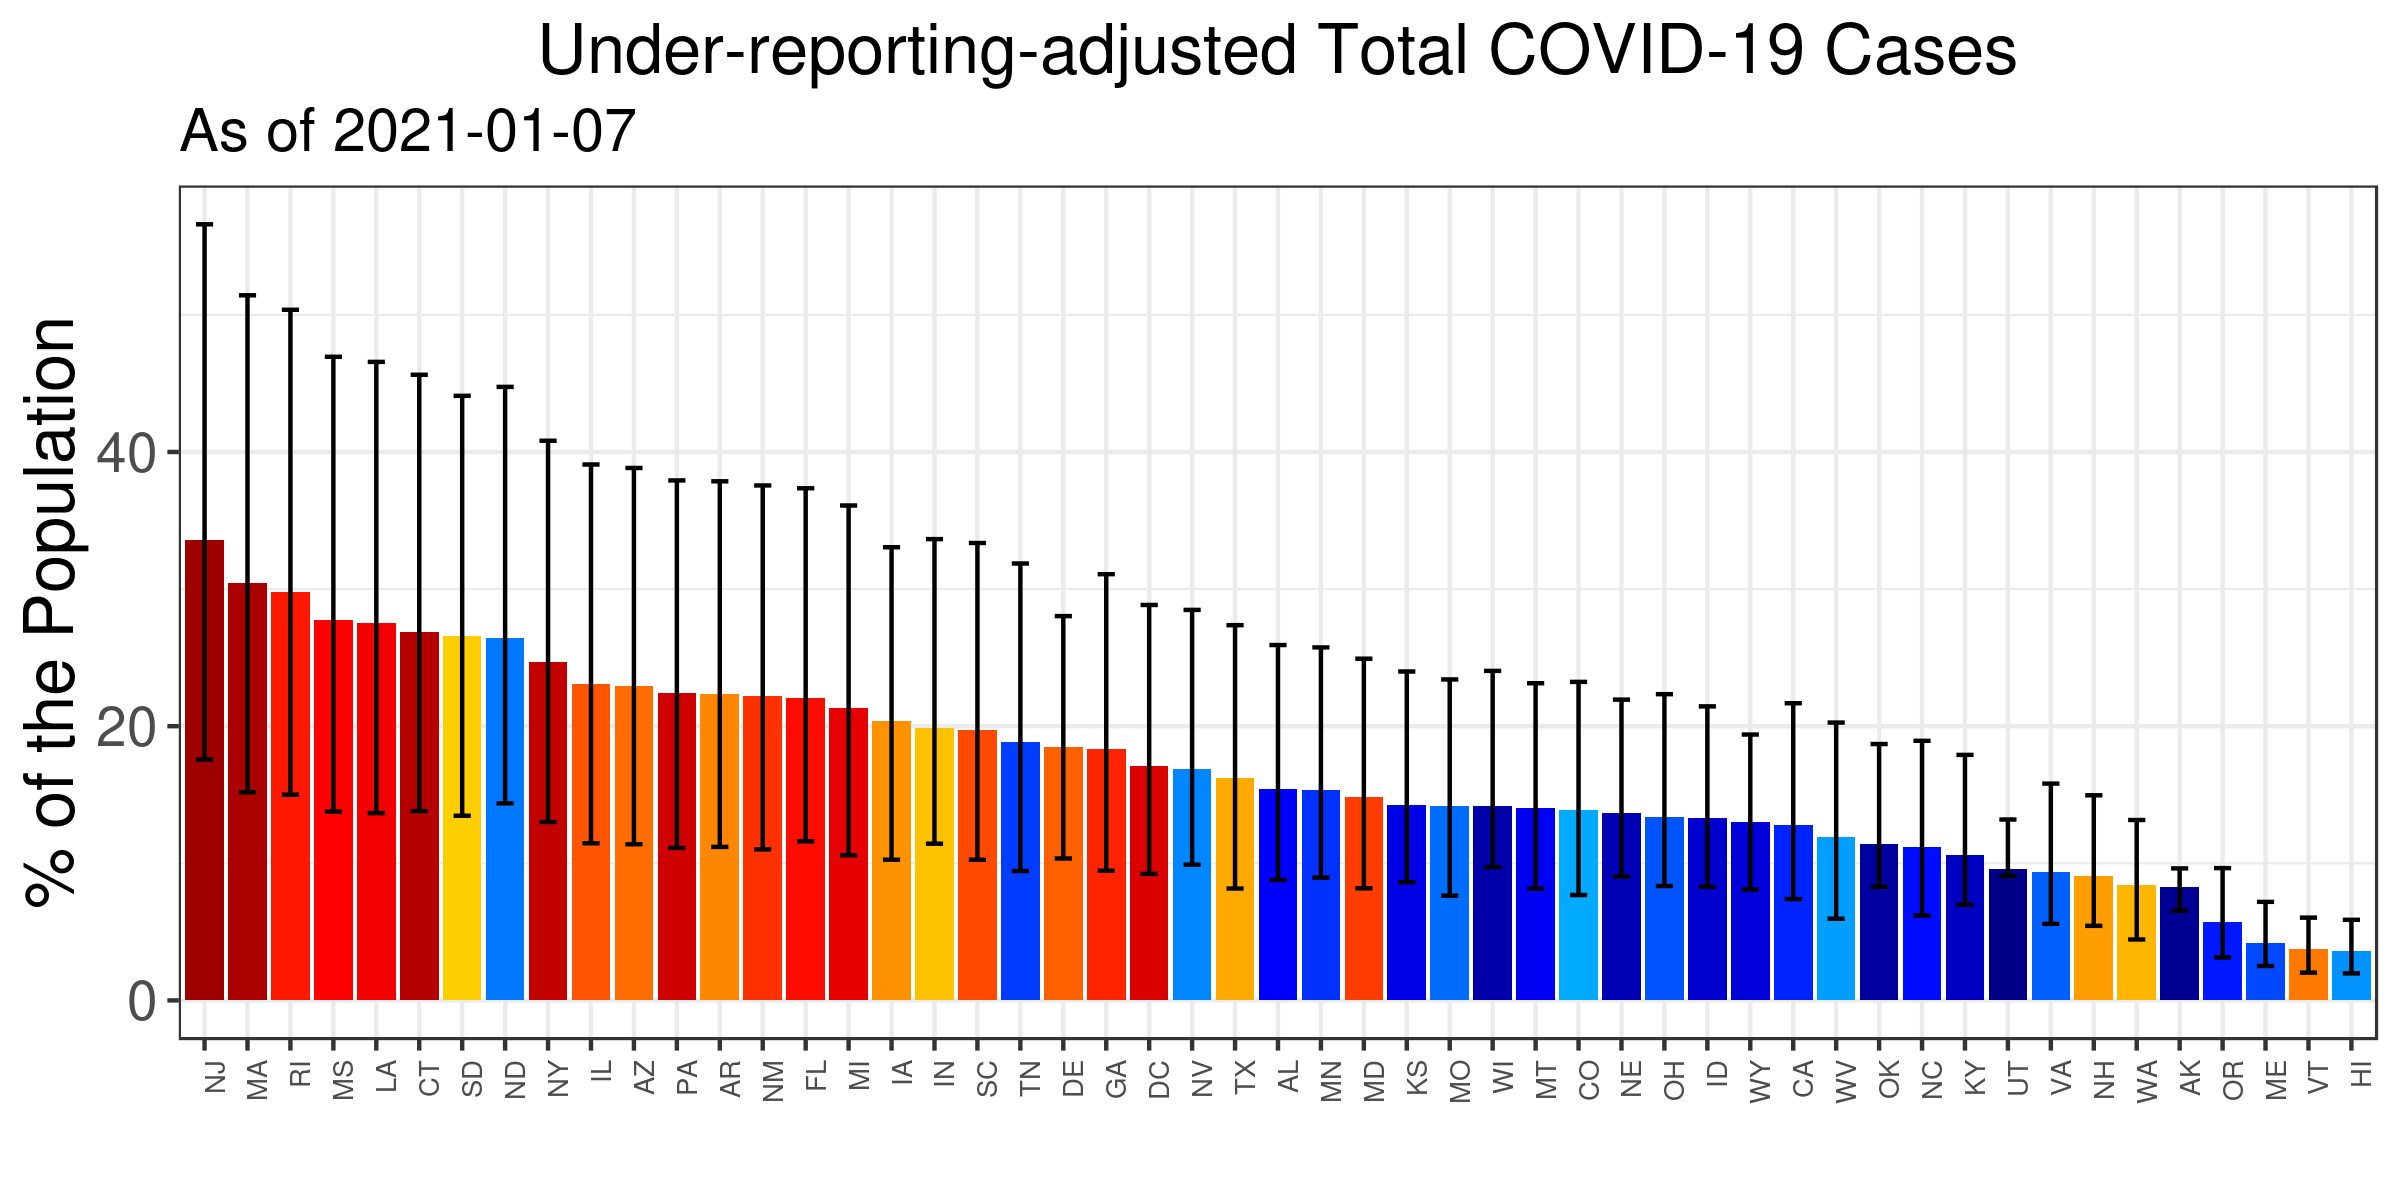 Under-reporting-adjusted Total COVID-19 Cases
As of 2021-01-07
% of the Population
40
20
0
NJ MA RI MS LA CT SD ND NY IL AZ PA AR NM FL MI IA IN SC TN DE GA DC NV TX AL MN MD KS MO WI MT CO NE OH ID WY CA WV OK NC KY UT VA NH WA AK OR ME VT HI